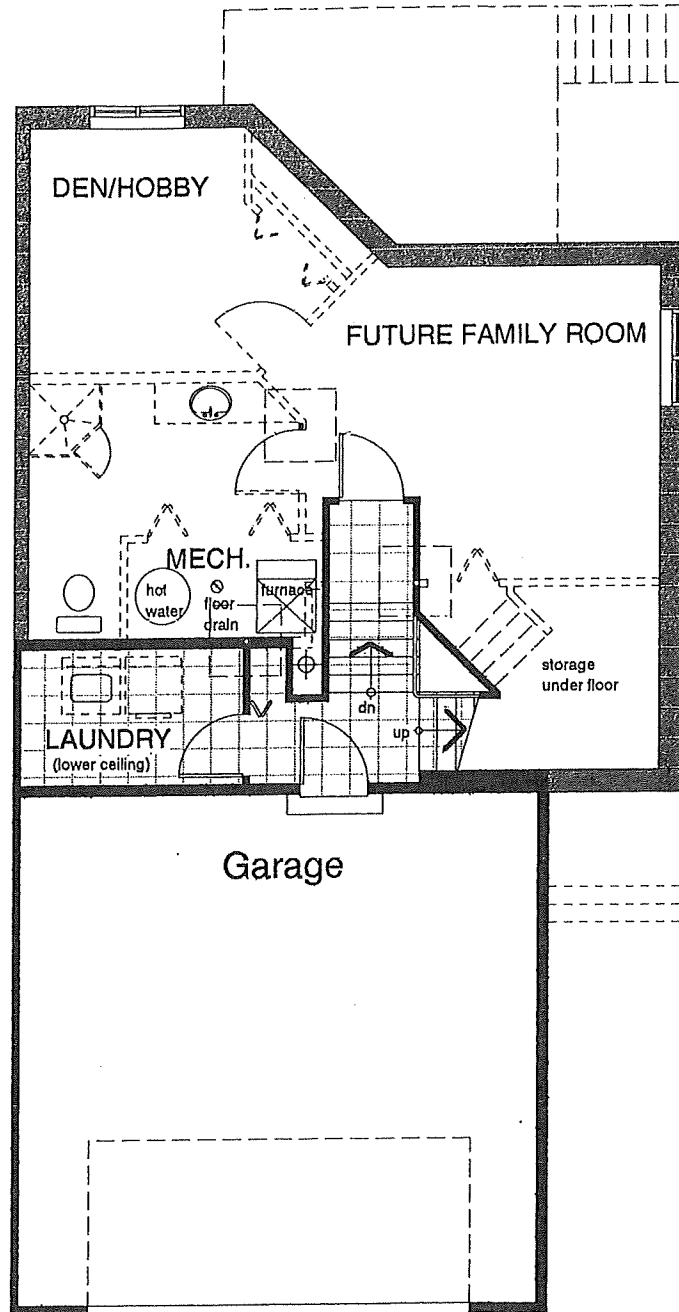 DEN/HOBBY
FUTURE FAMILY ROOM
MECH.
hot
water
floor
drain
furnace
storage
under floor
dn
up
LAUNDRY
(lower ceiling)
Garage